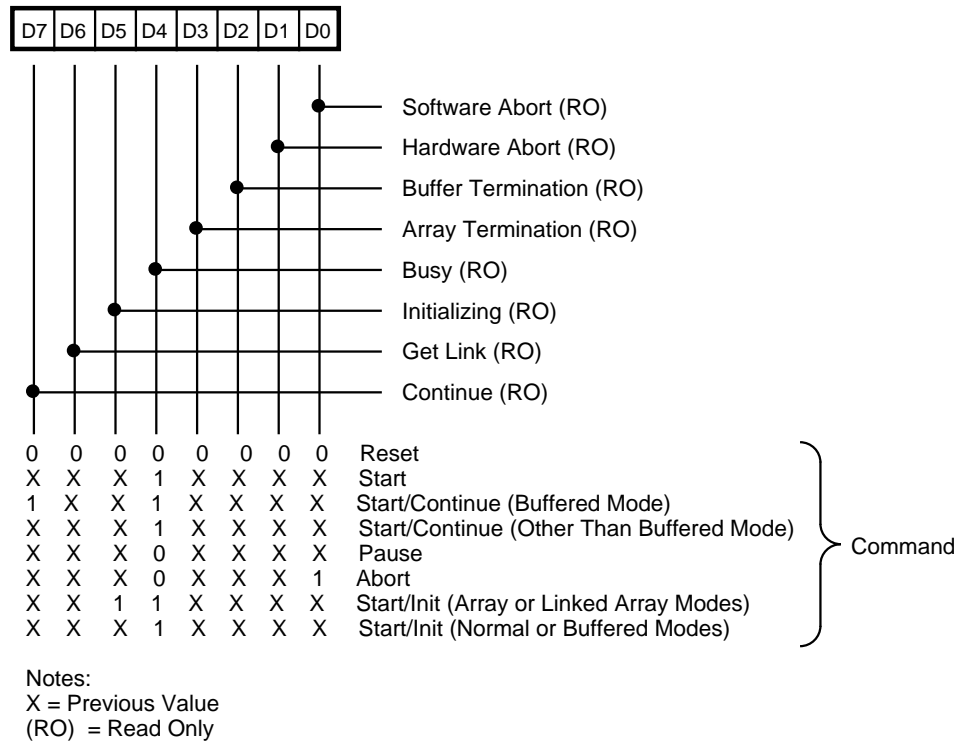 D7 D6 D5 D4 D3 D2 D1 D0
Software Abort (RO)
Hardware Abort (RO)
Buffer Termination (RO)
Array Termination (RO)
Busy (RO)
Initializing (RO)
Get Link (RO)
Continue (RO)
0 0 0 0 0 0 0 0 Reset
X X X 1 X X X X Start
1 X X 1 X X X X Start/Continue (Buffered Mode)
X X X 1 X X X X Start/Continue (Other Than Buffered Mode)
X X X 0 X X X X Pause
X X X 0 X X X 1 Abort
X X 1 1 X X X X Start/Init (Array or Linked Array Modes)
X X X 1 X X X X Start/Init (Normal or Buffered Modes)
Command
Notes:
X = Previous Value
(RO) = Read Only